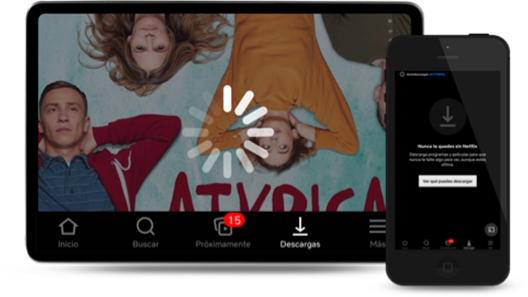 ATYPICA
15
Inicio
Buscar
Próximamente
Descargas
Más
Nunca te quedes sin Netflix
Descarga programas y películas para que
nunca te falte algo para ver, aunque estés
offline.
Ver qué puedes descargar